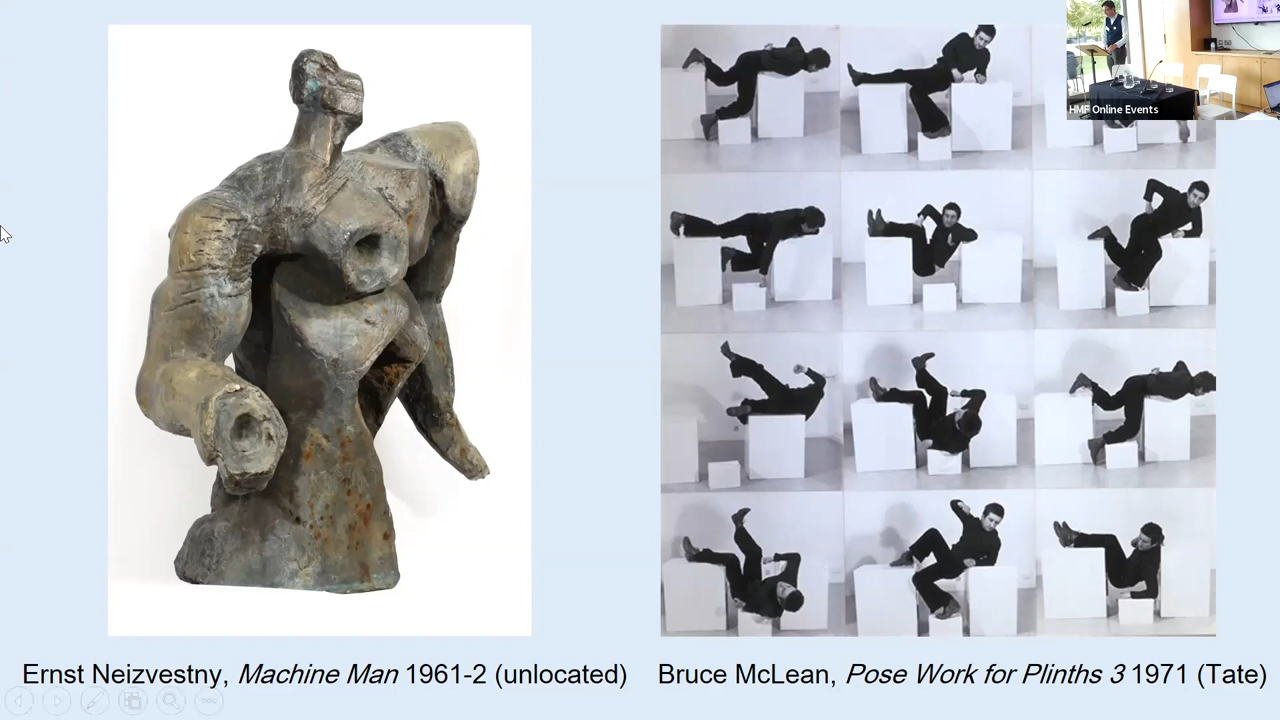 HMF Online Events
Ernst Neizvestny, Machine Man 1961-2 (unlocated)
Bruce McLean, Pose Work for Plinths 3 1971 (Tate)